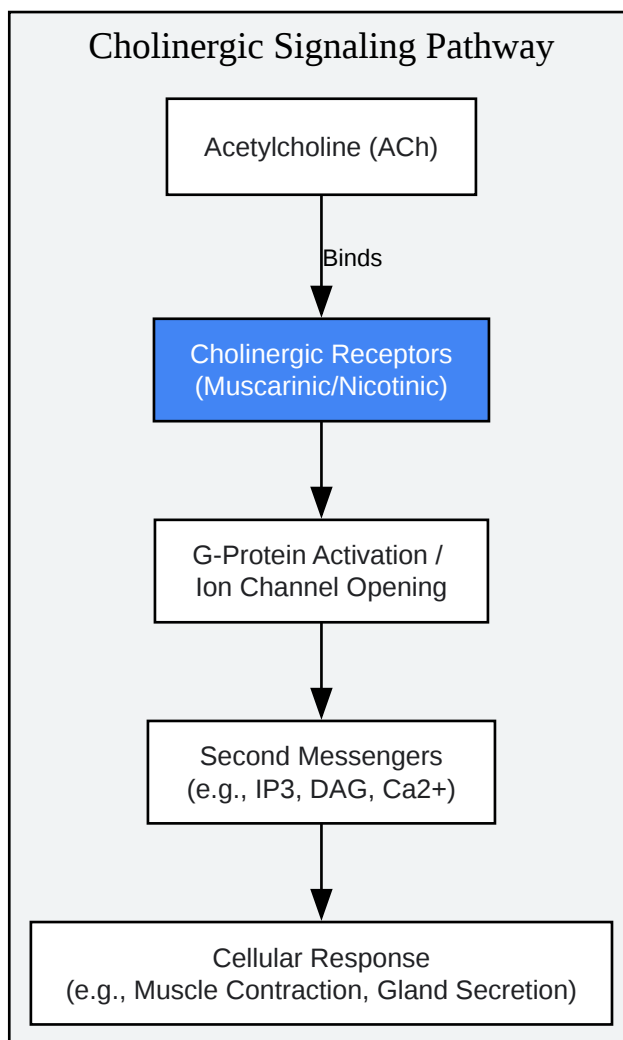 Cholinergic Signaling Pathway
Acetylcholine (ACh)
Binds
Cholinergic Receptors
(Muscarinic/Nicotinic)
G-Protein Activation /
Ion Channel Opening
Second Messengers
(e.g., IP3, DAG, Ca2+)
Cellular Response
(e.g., Muscle Contraction, Gland Secretion)